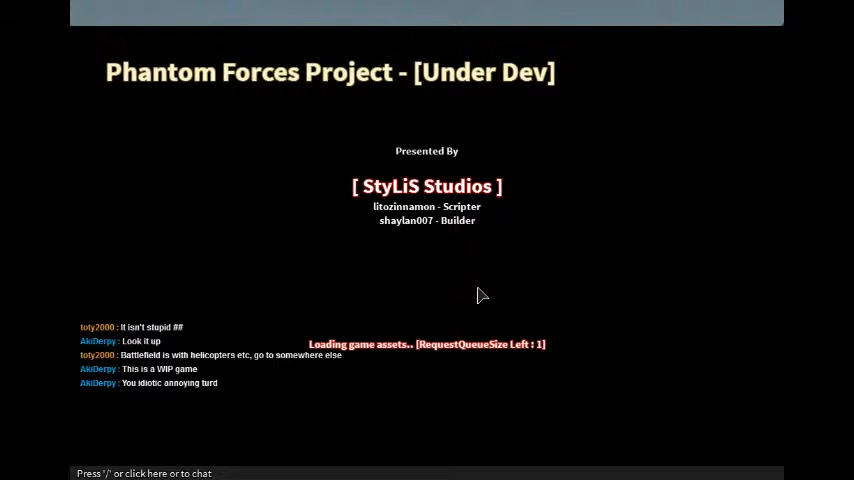 Phantom Forces Project - [Under Dev]
Presented By
[ StyLiS Studios ]
litozinnamon - Scripter
shaylan007 - Builder
toty2000 : It isn't stupid ##
AkiDerpy : Look it up
Loading game assets.. [RequestQueueSize Left : 1]
toty2000 : Battlefield is with helicopters etc, go to somewhere else
AkiDerpy : This is a WIP game
AkiDerpy : You idiotic annoying turd
Press '/' or click here or to chat